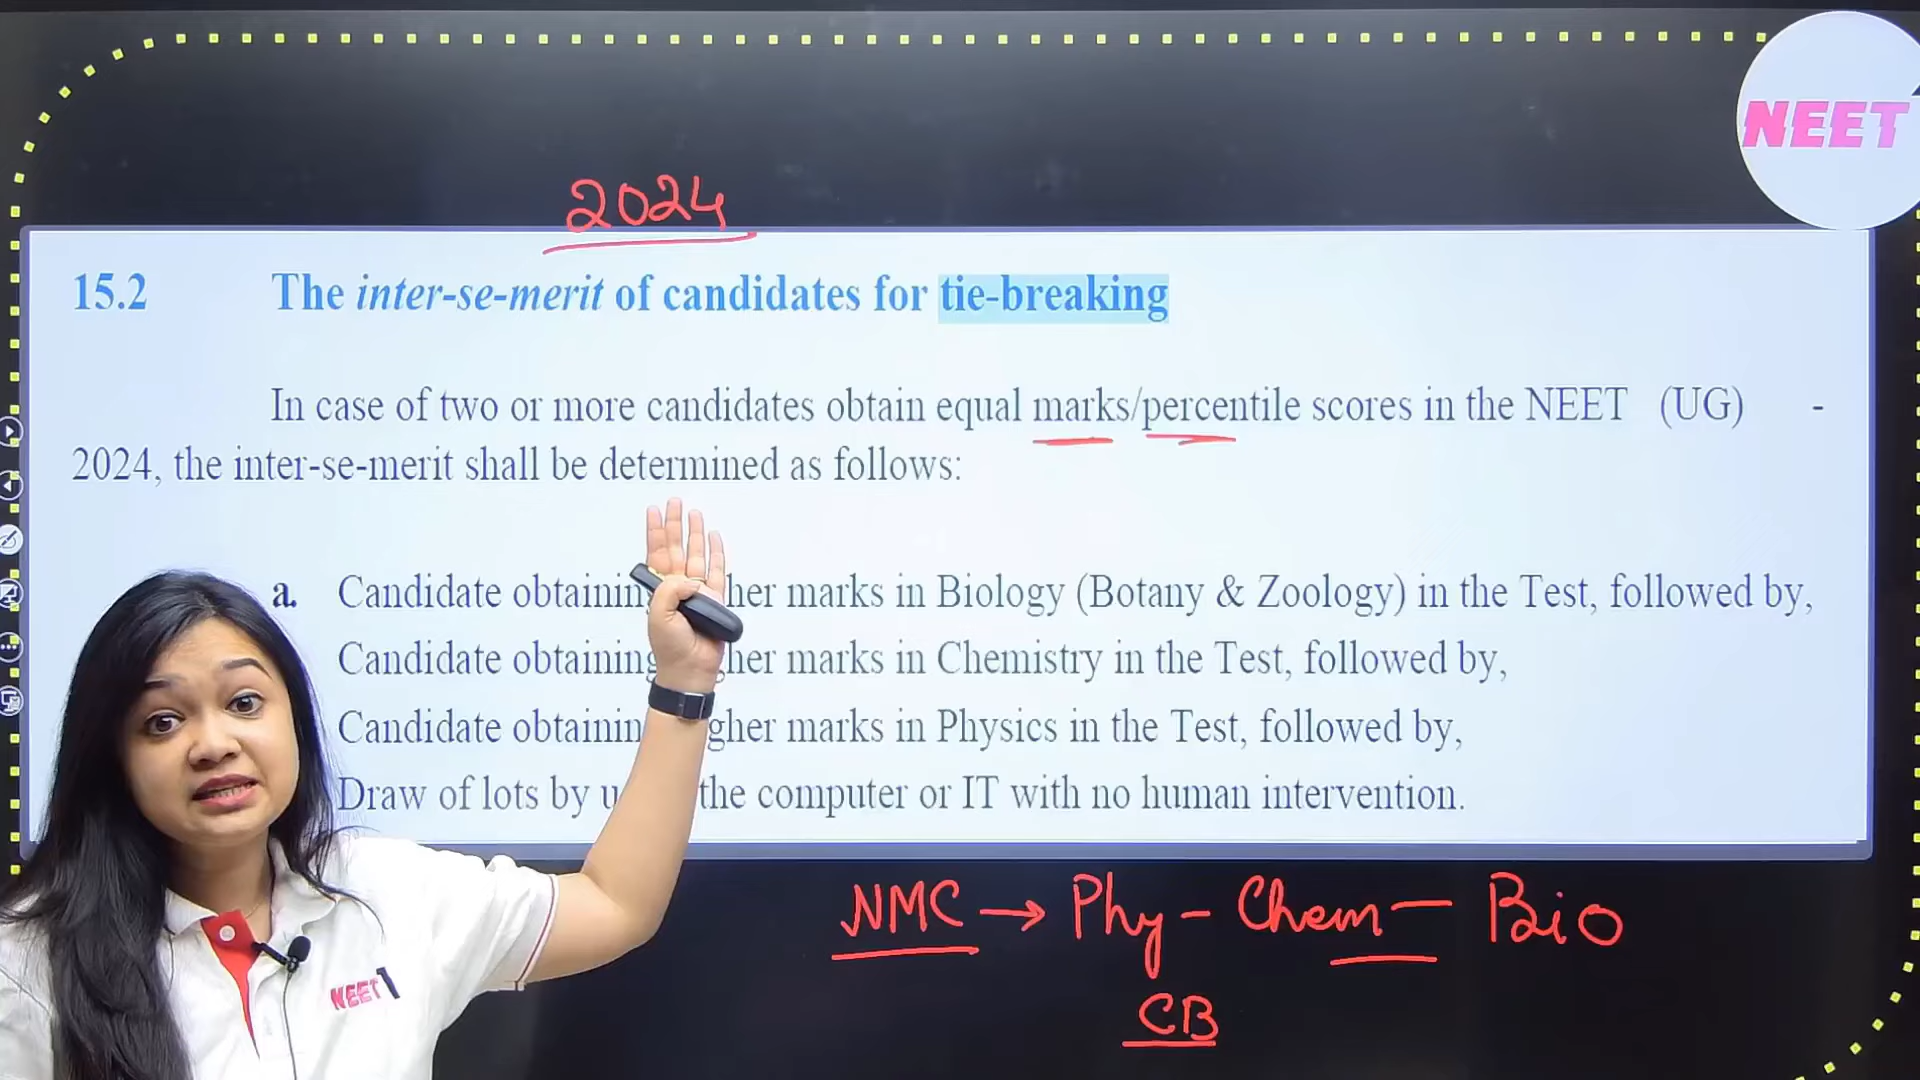 NEET
2024
15.2 The inter-se-merit of candidates for tie-breaking
In case of two or more candidates obtain equal marks/percentile scores in the NEET (UG) -
2024, the inter-se-merit shall be determined as follows:
a. Candidate obtaining her marks in Biology (Botany & Zoology) in the Test, followed by,
Candidate obtaining her marks in Chemistry in the Test, followed by,
Candidate obtaining gher marks in Physics in the Test, followed by,
Draw of lots by u the computer or IT with no human intervention.
NMC → Phy - Chem - Bio
CB
NEET 1